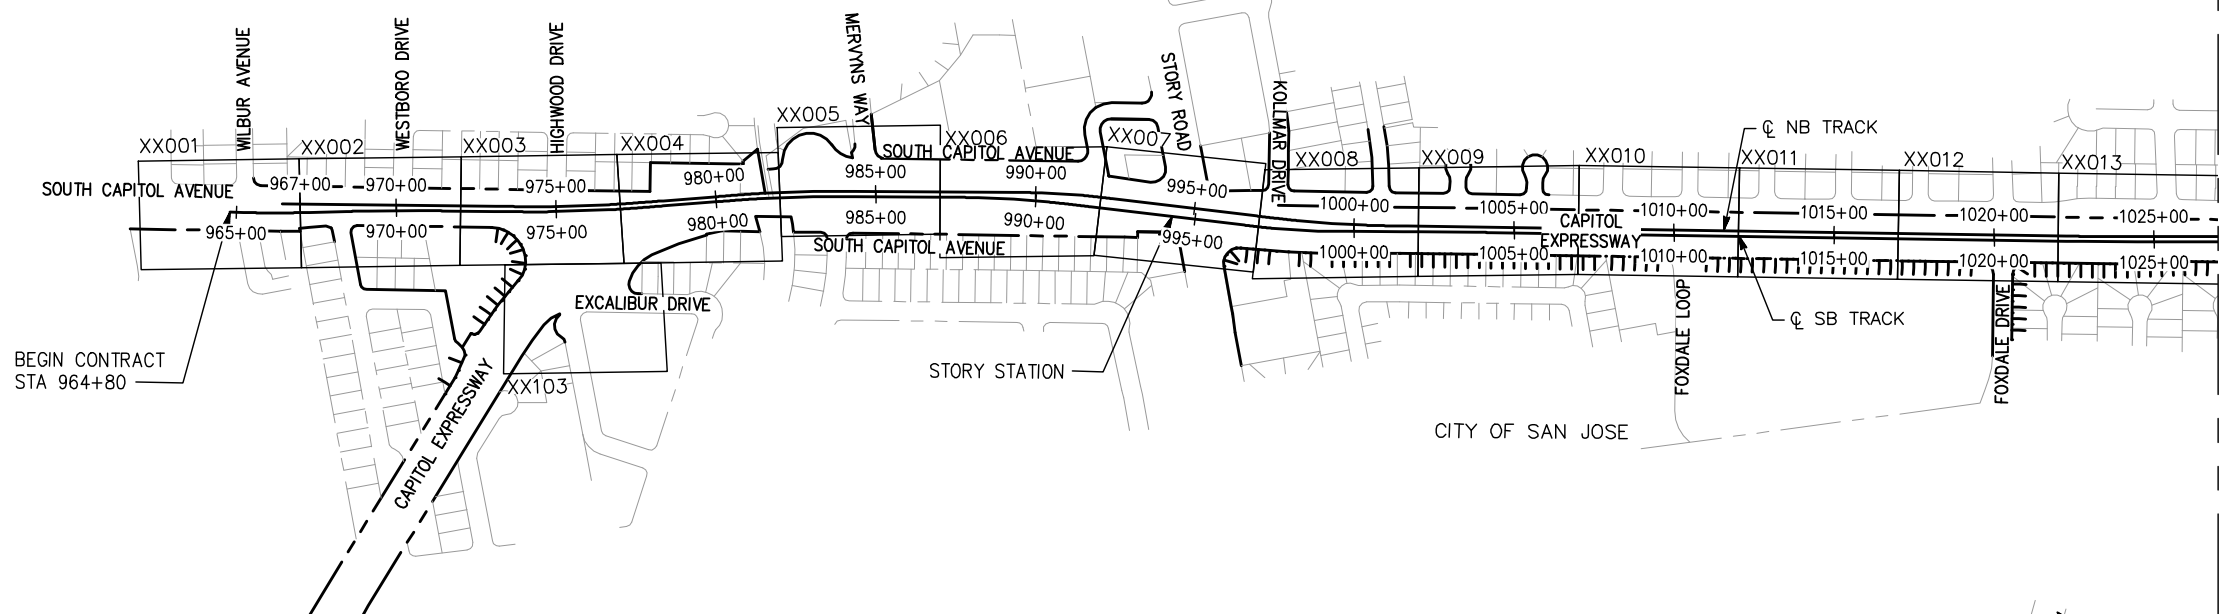 WILBUR AVENUE
WESTBORO DRIVE
HIGHWOOD DRIVE
MERVYNS WAY
STORY ROAD
KOLLMAR DRIVE
XX001
XX002
XX003
XX004
XX005
XX006
XX007
XX008
XX009
XX010
XX011
XX012
XX013
℄ NB TRACK
SOUTH CAPITOL AVENUE
SOUTH CAPITOL AVENUE
967+00
970+00
975+00
980+00
985+00
990+00
995+00
1000+00
1005+00
1010+00
1015+00
1020+00
1025+00
965+00
970+00
975+00
980+00
985+00
990+00
995+00
1000+00
1005+00
1010+00
1015+00
1020+00
1025+00
CAPITOL
EXPRESSWAY
SOUTH CAPITOL AVENUE
EXCALIBUR DRIVE
℄ SB TRACK
BEGIN CONTRACT
STA 964+80
XX103
STORY STATION
CAPITOL EXPRESSWAY
FOXDALE LOOP
FOXDALE DRIVE
CITY OF SAN JOSE